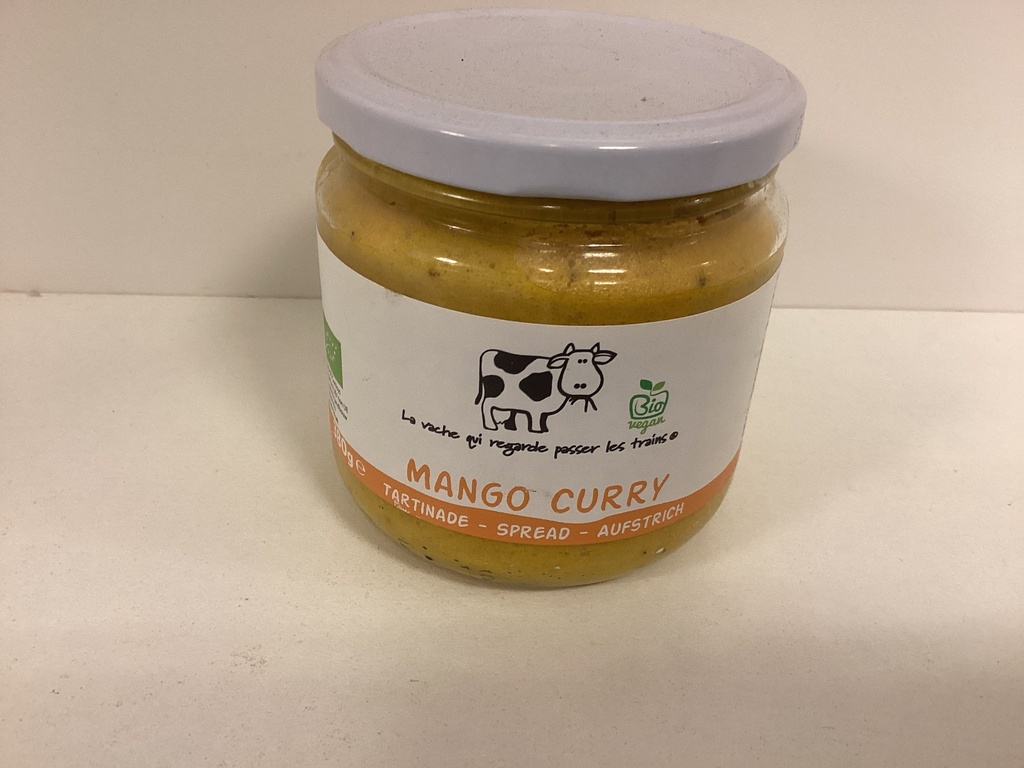 La vache qui regarde passer les trains®
Bio
vegan
MANGO CURRY
TARTINADE - SPREAD - AUFSTRICH